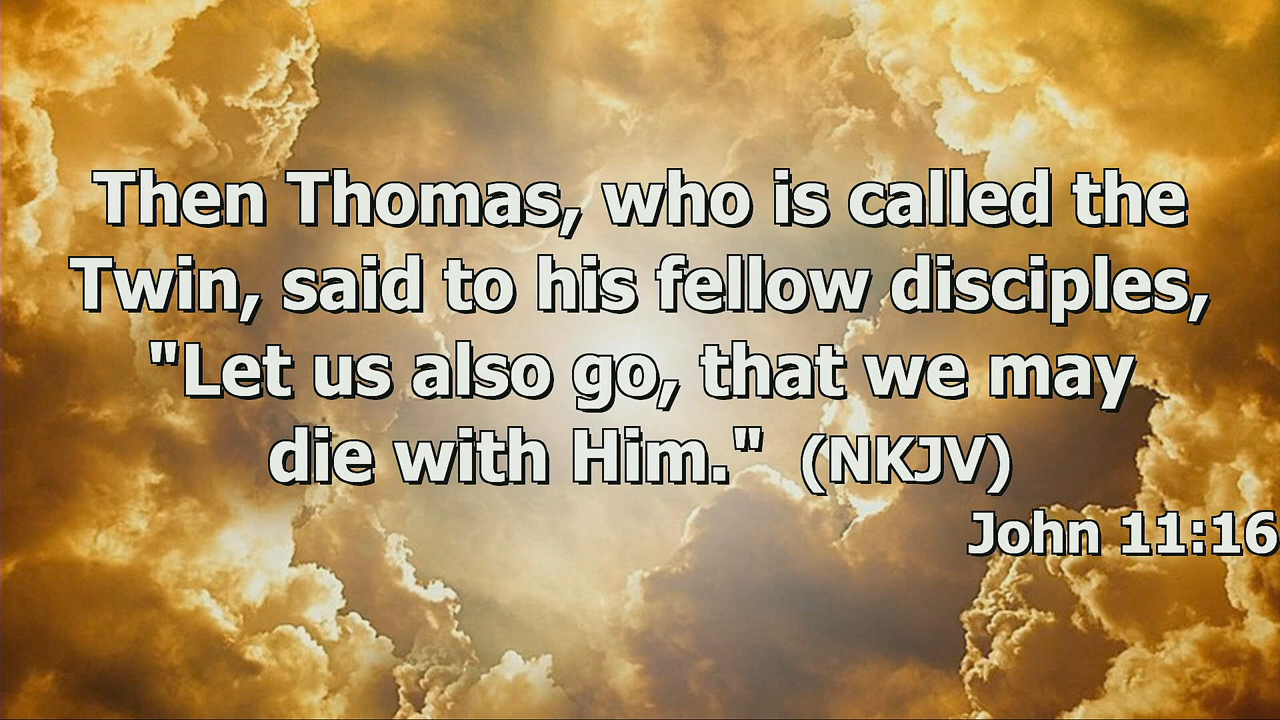 Then Thomas, who is called the
Twin, said to his fellow disciples,
"Let us also go, that we may
die with Him." (NKJV)
John 11:16